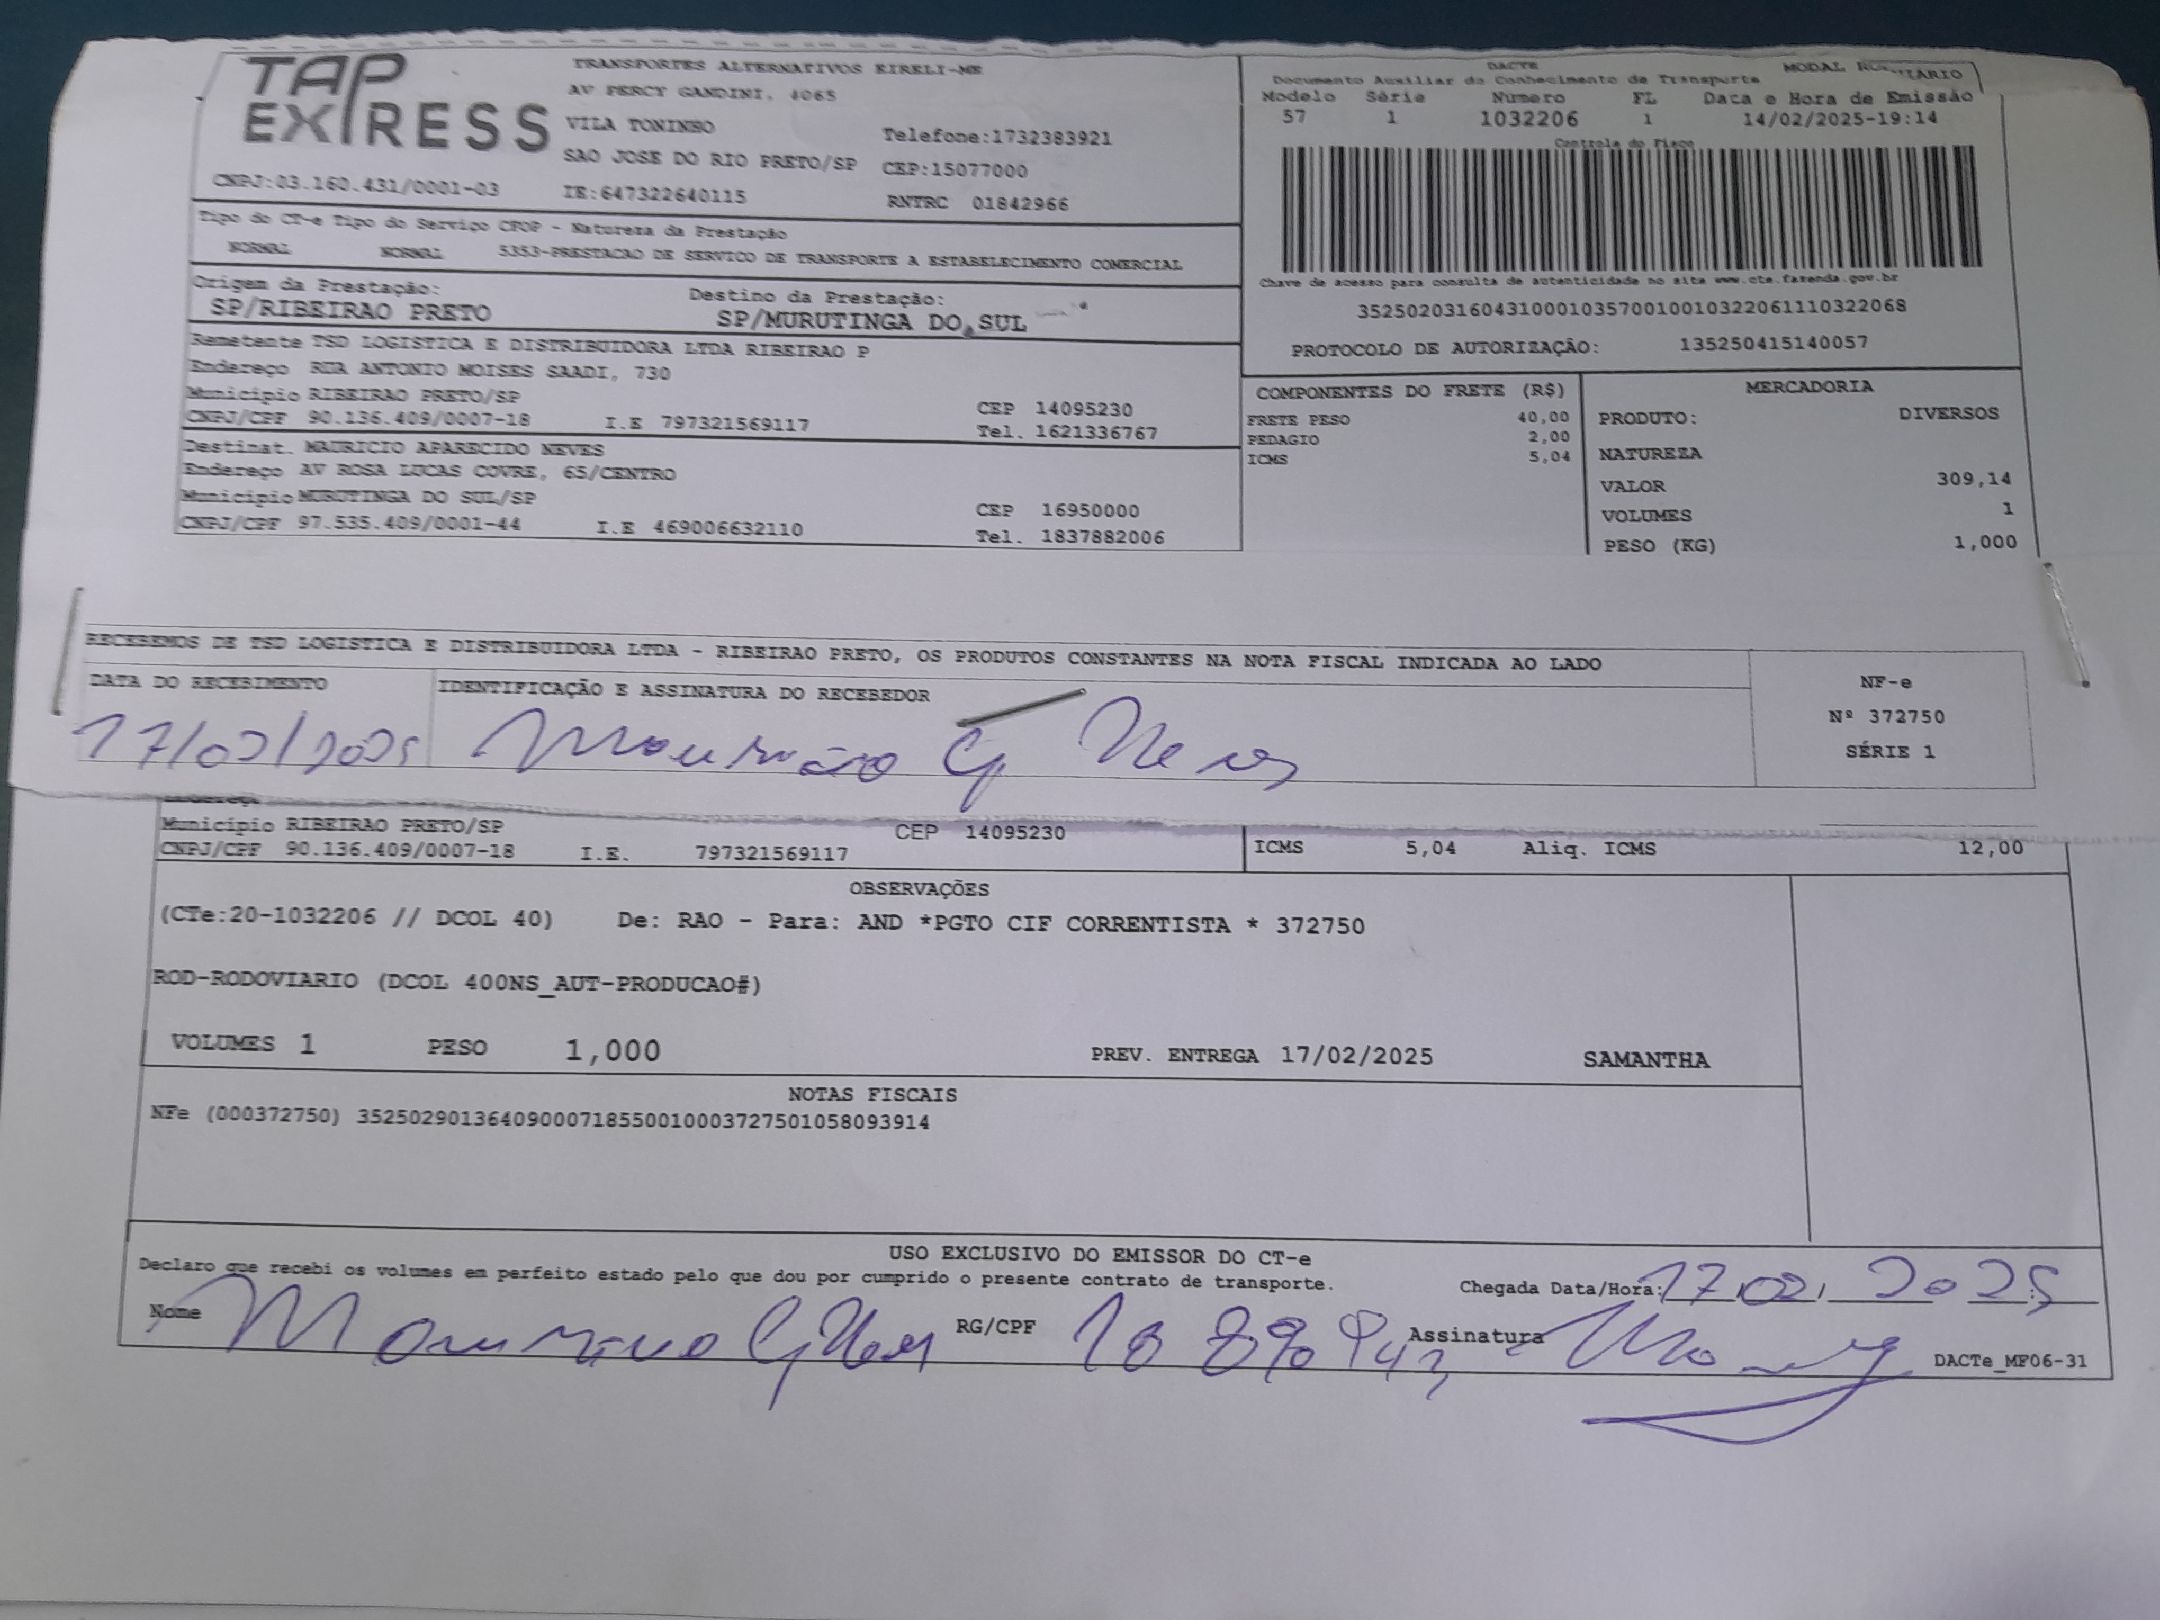 TAP EXPRESS
TRANSPORTES ALTERNATIVOS EIRELI-ME
AV PERCY GANDINI, 4065
VILA TONINHO
Telefone:1732383921
SAO JOSE DO RIO PRETO/SP CEP:15077000
CNPJ:03.160.431/0001-03 IE:647322640115 RNTRC 01842966
DACTE
MODAL
Documento Auxiliar do Conhecimento de Transporte
Modelo Série Número FL Data e Hora de Emissão
57 1 1032206 1 14/02/2025-19:14
Controle do Fisco
Chave de acesso para consulta de autenticidade no site www.cte.fazenda.gov.br
35250203160431000103570010010322061110322068
PROTOCOLO DE AUTORIZAÇÃO: 135250415140057
Tipo do CT-e Tipo do Serviço CFOP - Natureza da Prestação
NORMAL NORMAL 5353-PRESTACAO DE SERVICO DE TRANSPORTE A ESTABELECIMENTO COMERCIAL
Origem da Prestação: Destino da Prestação:
SP/RIBEIRAO PRETO SP/MURUTINGA DO SUL
Remetente TSD LOGISTICA E DISTRIBUIDORA LTDA RIBEIRAO P
Endereço RUA ANTONIO MOISES SAADI, 730
Município RIBEIRAO PRETO/SP CEP 14095230
CNPJ/CPF 90.136.409/0007-18 I.E 797321569117 Tel. 1621336767
Destinat. MAURICIO APARECIDO NEVES
Endereço AV ROSA LUCAS COVRE, 65/CENTRO
Município MURUTINGA DO SUL/SP CEP 16950000
CNPJ/CPF 97.535.409/0001-44 I.E 469006632110 Tel. 1837882006
COMPONENTES DO FRETE (R$)
FRETE PESO 40,00
PEDAGIO 2,00
ICMS 5,04
MERCADORIA
PRODUTO: DIVERSOS
NATUREZA
VALOR 309,14
VOLUMES 1
PESO (KG) 1,000
RECEBEMOS DE TSD LOGISTICA E DISTRIBUIDORA LTDA - RIBEIRAO PRETO, OS PRODUTOS CONSTANTES NA NOTA FISCAL INDICADA AO LADO
DATA DO RECEBIMENTO IDENTIFICAÇÃO E ASSINATURA DO RECEBEDOR
17/02/2025
NF-e
Nº 372750
SÉRIE 1
Município RIBEIRAO PRETO/SP CEP 14095230
CNPJ/CPF 90.136.409/0007-18 I.E. 797321569117
ICMS 5,04 Aliq. ICMS 12,00
OBSERVAÇÕES
(CTe:20-1032206 // DCOL 40) De: RAO - Para: AND *PGTO CIF CORRENTISTA * 372750
ROD-RODOVIARIO (DCOL 400NS_AUT-PRODUCAO#)
VOLUMES 1 PESO 1,000 PREV. ENTREGA 17/02/2025 SAMANTHA
NOTAS FISCAIS
NFe (000372750) 35250290136409000718550010003727501058093914
USO EXCLUSIVO DO EMISSOR DO CT-e
Declaro que recebi os volumes em perfeito estado pelo que dou por cumprido o presente contrato de transporte.
Chegada Data/Hora: 17/02/2025
Nome RG/CPF Assinatura
DACTe_MF06-31